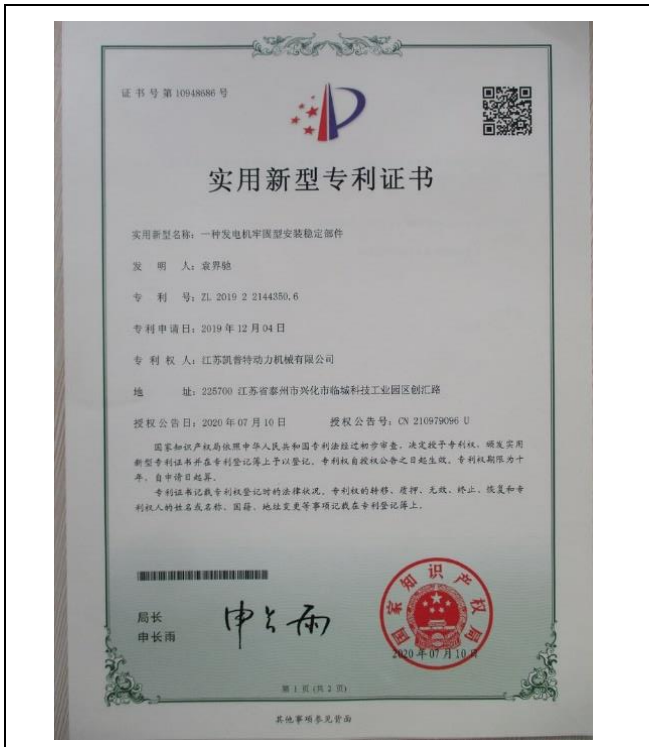 证书号第10948686号
实用新型专利证书
实用新型名称：一种发电机牢固型安装稳定部件
发 明 人：袁界驰
专 利 号：ZL 2019 2 2144350.6
专利申请日：2019年12月04日
专 利 权 人：江苏凯普特动力机械有限公司
地 址：225700 江苏省泰州市兴化市临城科技工业园区创汇路
授权公告日：2020年07月10日 授权公告号：CN 210979096 U
国家知识产权局依照中华人民共和国专利法经过初步审查，决定授予专利权，颁发实用
新型专利证书并在专利登记簿上予以登记。专利权自授权公告之日起生效。专利权期限为十
年，自申请日起算。
专利证书记载专利权登记时的法律状况。专利权的转移、质押、无效、终止、恢复和专
利权人的姓名或名称、国籍、地址变更等事项记载在专利登记簿上。
局长
申长雨
申长雨
国家知识产权局
2020年07月10日
第 1 页 (共 2 页)
其他事项参见背面